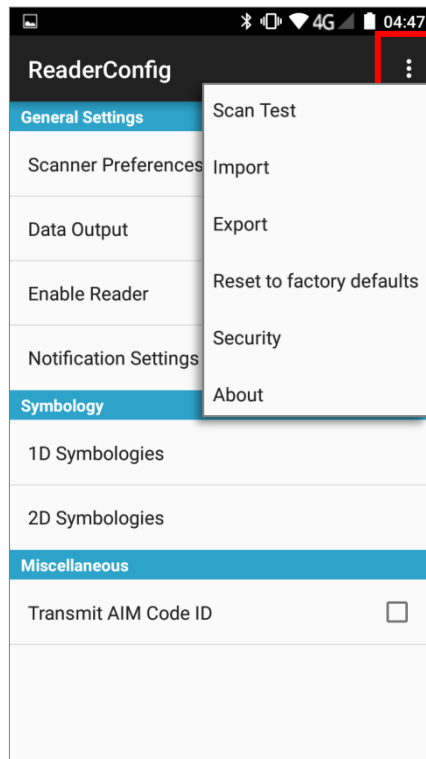 4G 04:47
ReaderConfig
General Settings
Scanner Preferences
Data Output
Enable Reader
Notification Settings
Scan Test
Import
Export
Reset to factory defaults
Security
About
Symbology
1D Symbologies
2D Symbologies
Miscellaneous
Transmit AIM Code ID